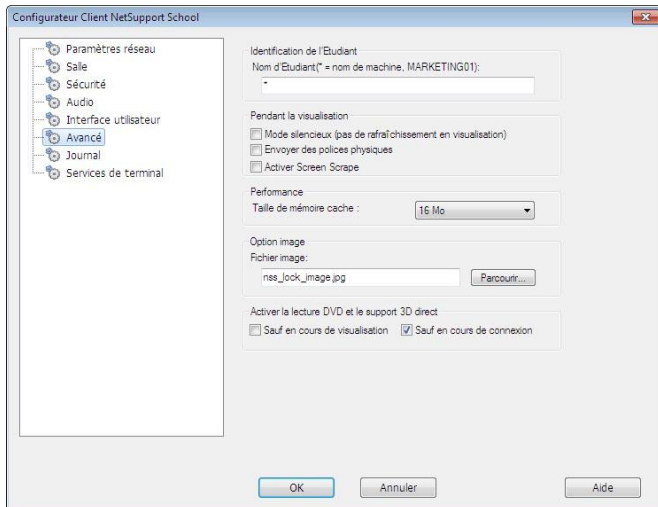 Configurateur Client NetSupport School
Paramètres réseau
Salle
Sécurité
Audio
Interface utilisateur
Avancé
Journal
Services de terminal
Identification de l'Etudiant
Nom d'Etudiant(* = nom de machine, MARKETING01):
*
Pendant la visualisation
Mode silencieux (pas de rafraîchissement en visualisation)
Envoyer des polices physiques
Activer Screen Scrape
Performance
Taille de mémoire cache :
16 Mo
Option image
Fichier image:
nss_lock_image.jpg
Parcourir...
Activer la lecture DVD et le support 3D direct
Sauf en cours de visualisation
Sauf en cours de connexion
OK
Annuler
Aide